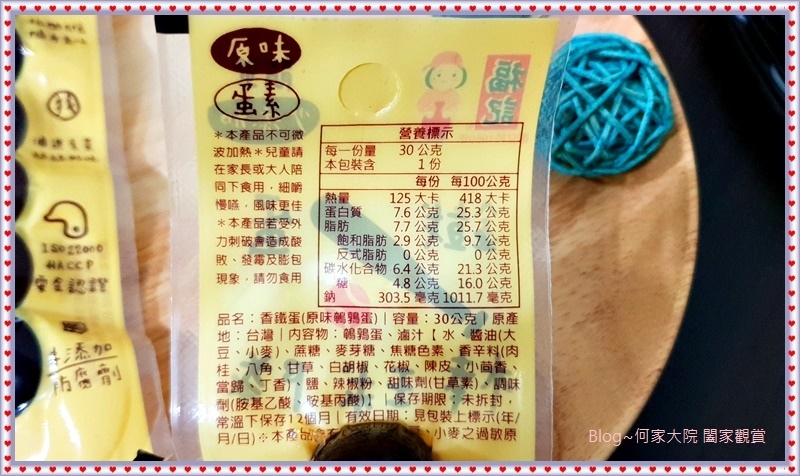 原味
蛋素
福記
ISO22000
HACCP
安全認證
添加
防腐劑
＊本產品不可微
波加熱＊兒童請
在家長或大人陪
同下食用，細嚼
慢嚥，風味更佳
＊本產品若受外
力刺破會造成酸
敗、發霉及膨包
現象，請勿食用
營養標示
每一份量 30 公克
本包裝含 1 份
每份 每100公克
熱量 125 大卡 418 大卡
蛋白質 7.6 公克 25.3 公克
脂肪 7.7 公克 25.7 公克
飽和脂肪 2.9 公克 9.7 公克
反式脂肪 0 公克 0 公克
碳水化合物 6.4 公克 21.3 公克
糖 4.8 公克 16.0 公克
鈉 303.5 毫克 1011.7 毫克
品名：香鐵蛋(原味鵪鶉蛋)|容量：30公克|原產
地：台灣|內容物：鵪鶉蛋、滷汁【水、醬油(大
豆、小麥)、蔗糖、麥芽糖、焦糖色素、香辛料(肉
桂、八角、甘草、白胡椒、花椒、陳皮、小茴香、
當歸、丁香)、鹽、辣椒粉、甜味劑(甘草素)、調味
劑(胺基乙酸、胺基丙酸)】|保存期限：未拆封，
常溫下保存12個月|有效日期：見包裝上標示(年/
月/日)※本產品含 小麥之過敏原
Blog~何家大院 闔家觀賞